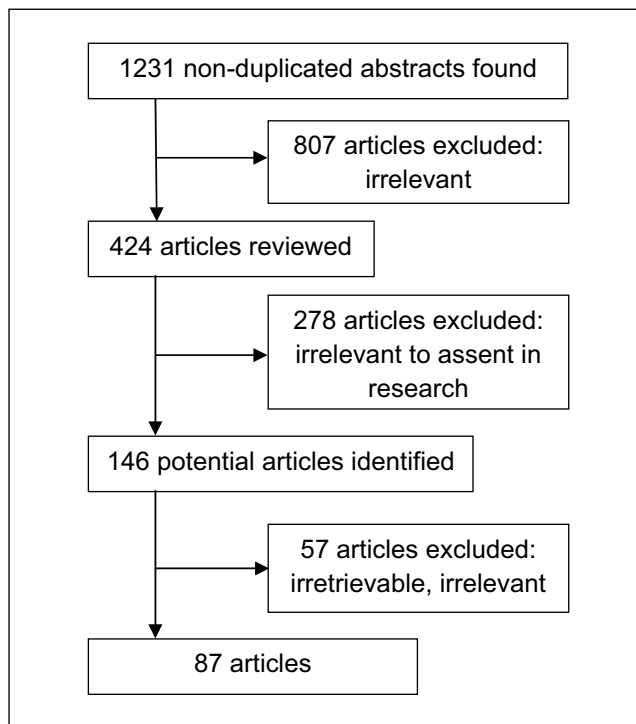 1231 non-duplicated abstracts found
807 articles excluded:
irrelevant
424 articles reviewed
278 articles excluded:
irrelevant to assent in
research
146 potential articles identified
57 articles excluded:
irretrievable, irrelevant
87 articles